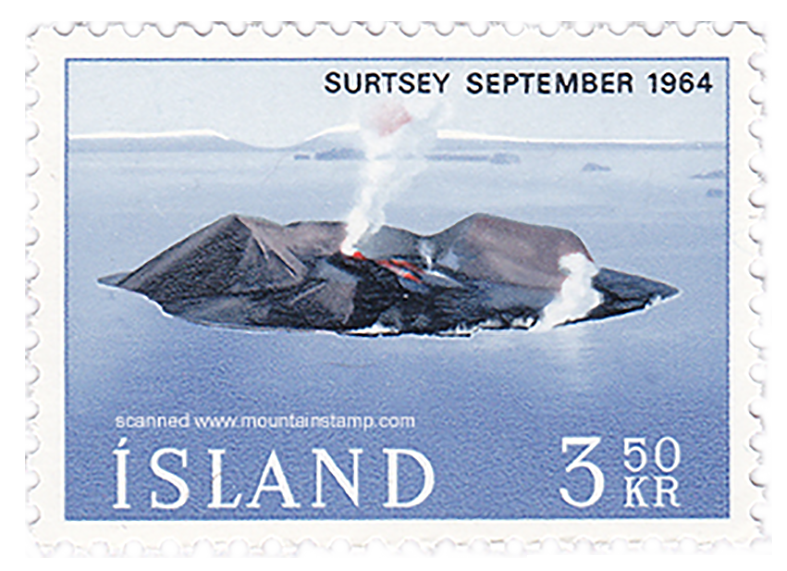 SURTSEY SEPTEMBER 1964
scanned www.mountainstamp.com
ÍSLAND
3 50 KR